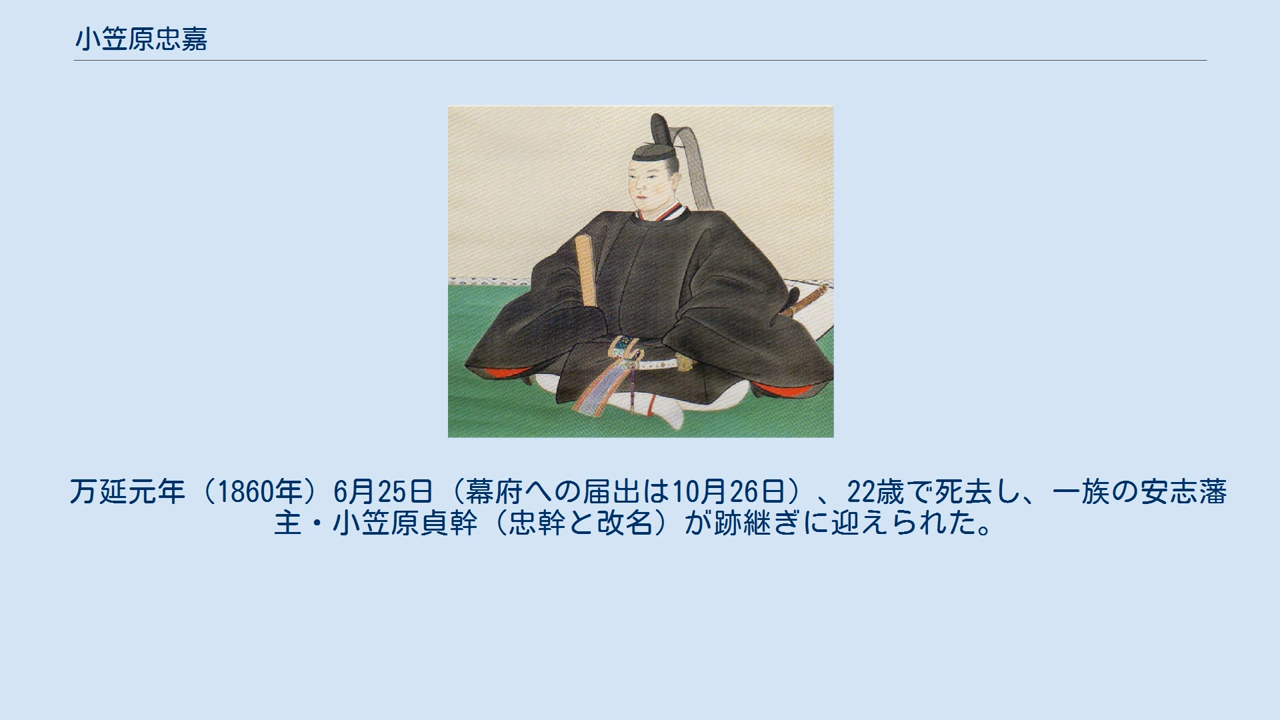 小笠原忠嘉
万延元年（1860年）6月25日（幕府への届出は10月26日）、22歳で死去し、一族の安志藩
主・小笠原貞幹（忠幹と改名）が跡継ぎに迎えられた。